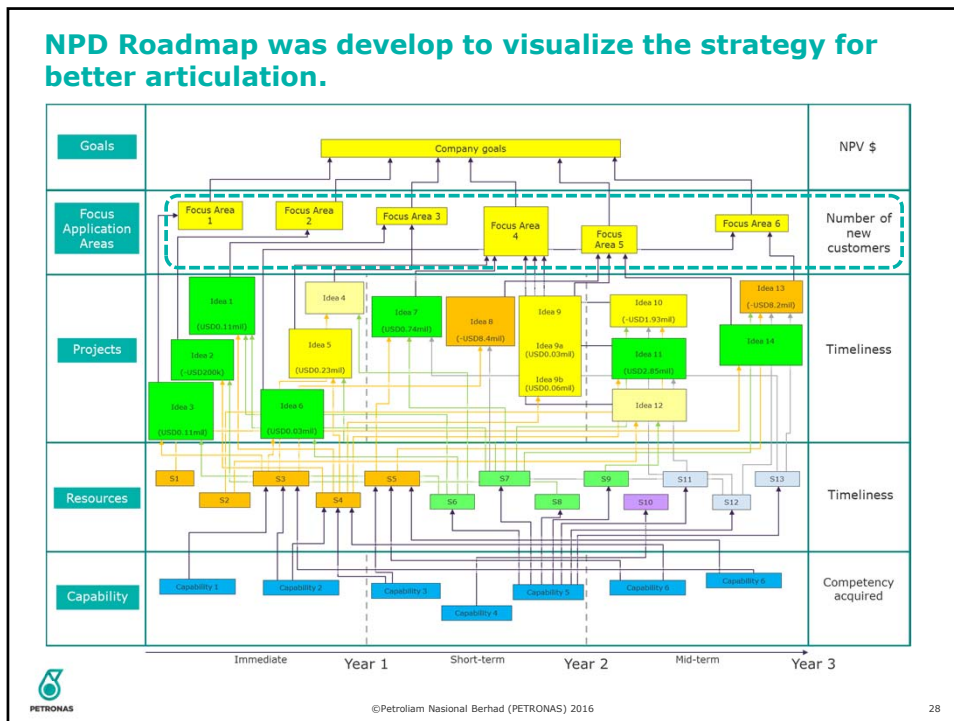 NPD Roadmap was develop to visualize the strategy for
better articulation.
Goals
Company goals
NPV $
Focus
Application
Areas
Focus Area
1
Focus Area
2
Focus Area 3
Focus Area
4
Focus
Area 5
Focus Area 6
Number of
new
customers
Projects
Idea 1
(USD0.11mil)
Idea 2
(-USD200k)
Idea 3
(USD0.11mil)
Idea 4
Idea 5
(USD0.23mil)
Idea 6
(USD0.03mil)
Idea 7
(USD0.74mil)
Idea 8
(-USD8.4mil)
Idea 9
Idea 9a
(USD0.03mil)
Idea 9b
(USD0.06mil)
Idea 10
(-USD1.93mil)
Idea 11
(USD2.85mil)
Idea 12
Idea 13
(-USD8.2mil)
Idea 14
Timeliness
Resources
S1
S2
S3
S4
S5
S6
S7
S8
S9
S10
S11
S12
S13
Timeliness
Capability
Capability 1
Capability 2
Capability 3
Capability 4
Capability 5
Capability 6
Capability 6
Competency
acquired
Immediate
Year 1
Short-term
Year 2
Mid-term
Year 3
PETRONAS
©Petroliam Nasional Berhad (PETRONAS) 2016
28